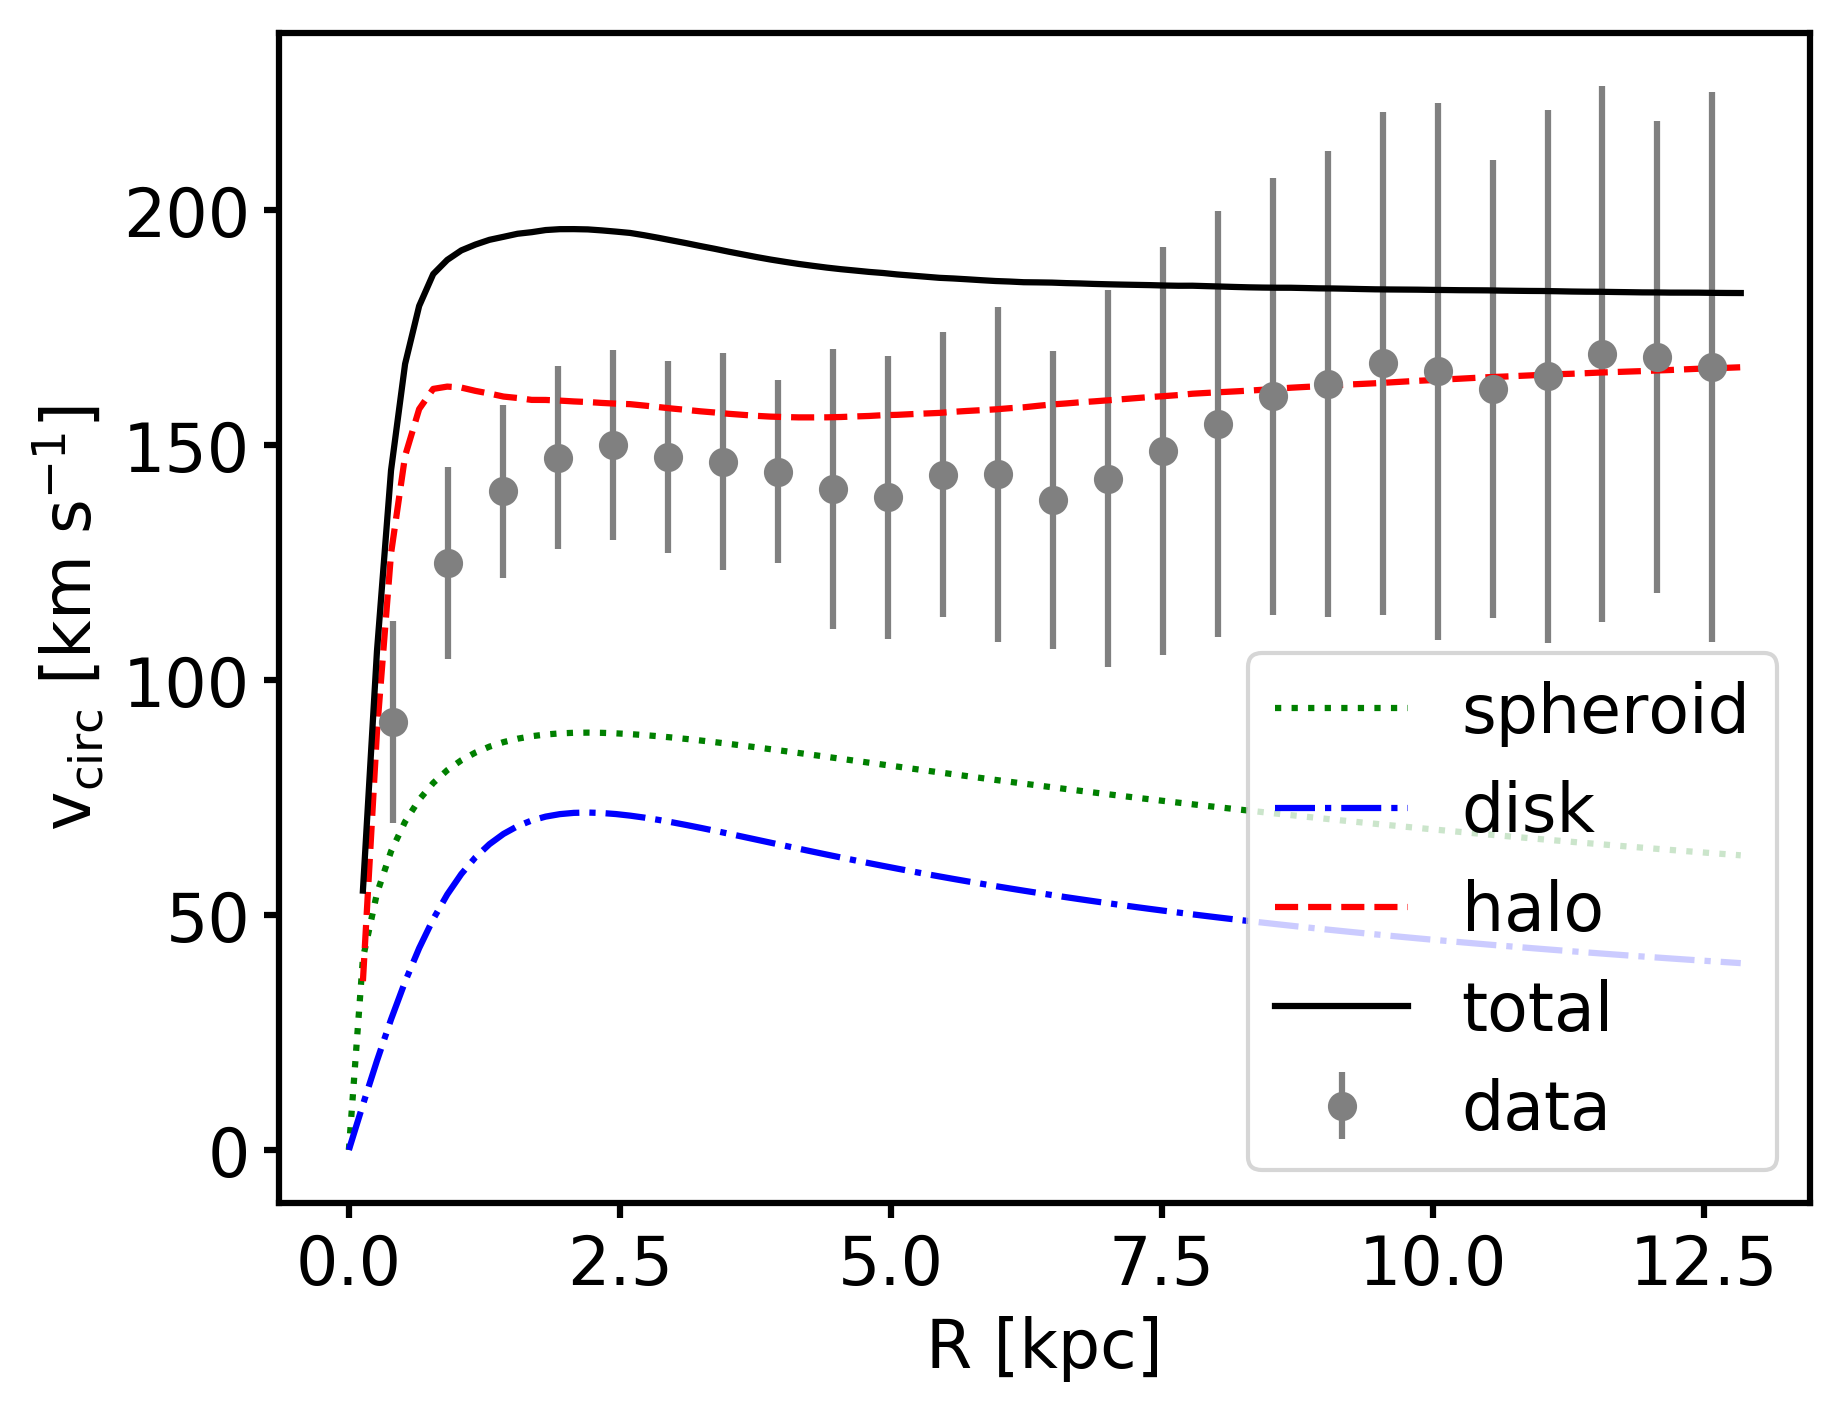 v_circ [km s⁻¹]
200
150
100
50
0
spheroid
disk
halo
total
data
0.0 2.5 5.0 7.5 10.0 12.5
R [kpc]